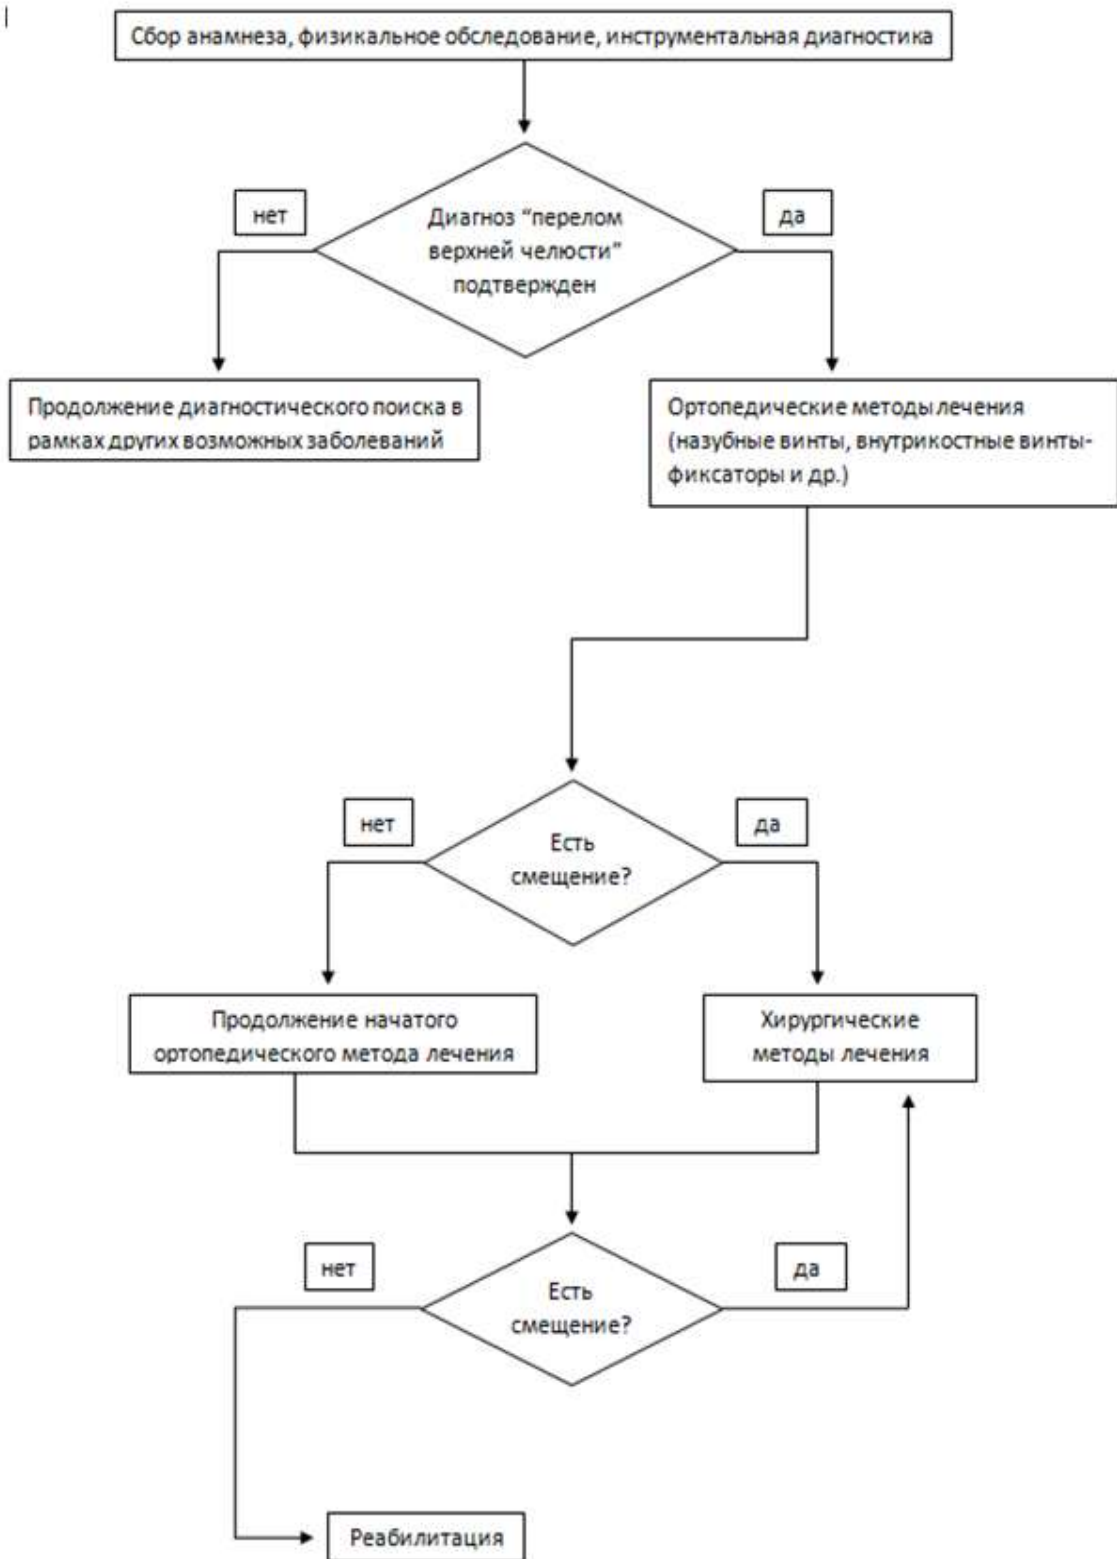 Сбор анамнеза, физикальное обследование, инструментальная диагностика
нет
да
Диагноз “перелом
верхней челюсти”
подтвержден
Продолжение диагностического поиска в
рамках других возможных заболеваний
Ортопедические методы лечения
(назубные винты, внутрикостные винты-
фиксаторы и др.)
нет
да
Есть
смещение?
Продолжение начатого
ортопедического метода лечения
Хирургические
методы лечения
нет
да
Есть
смещение?
Реабилитация